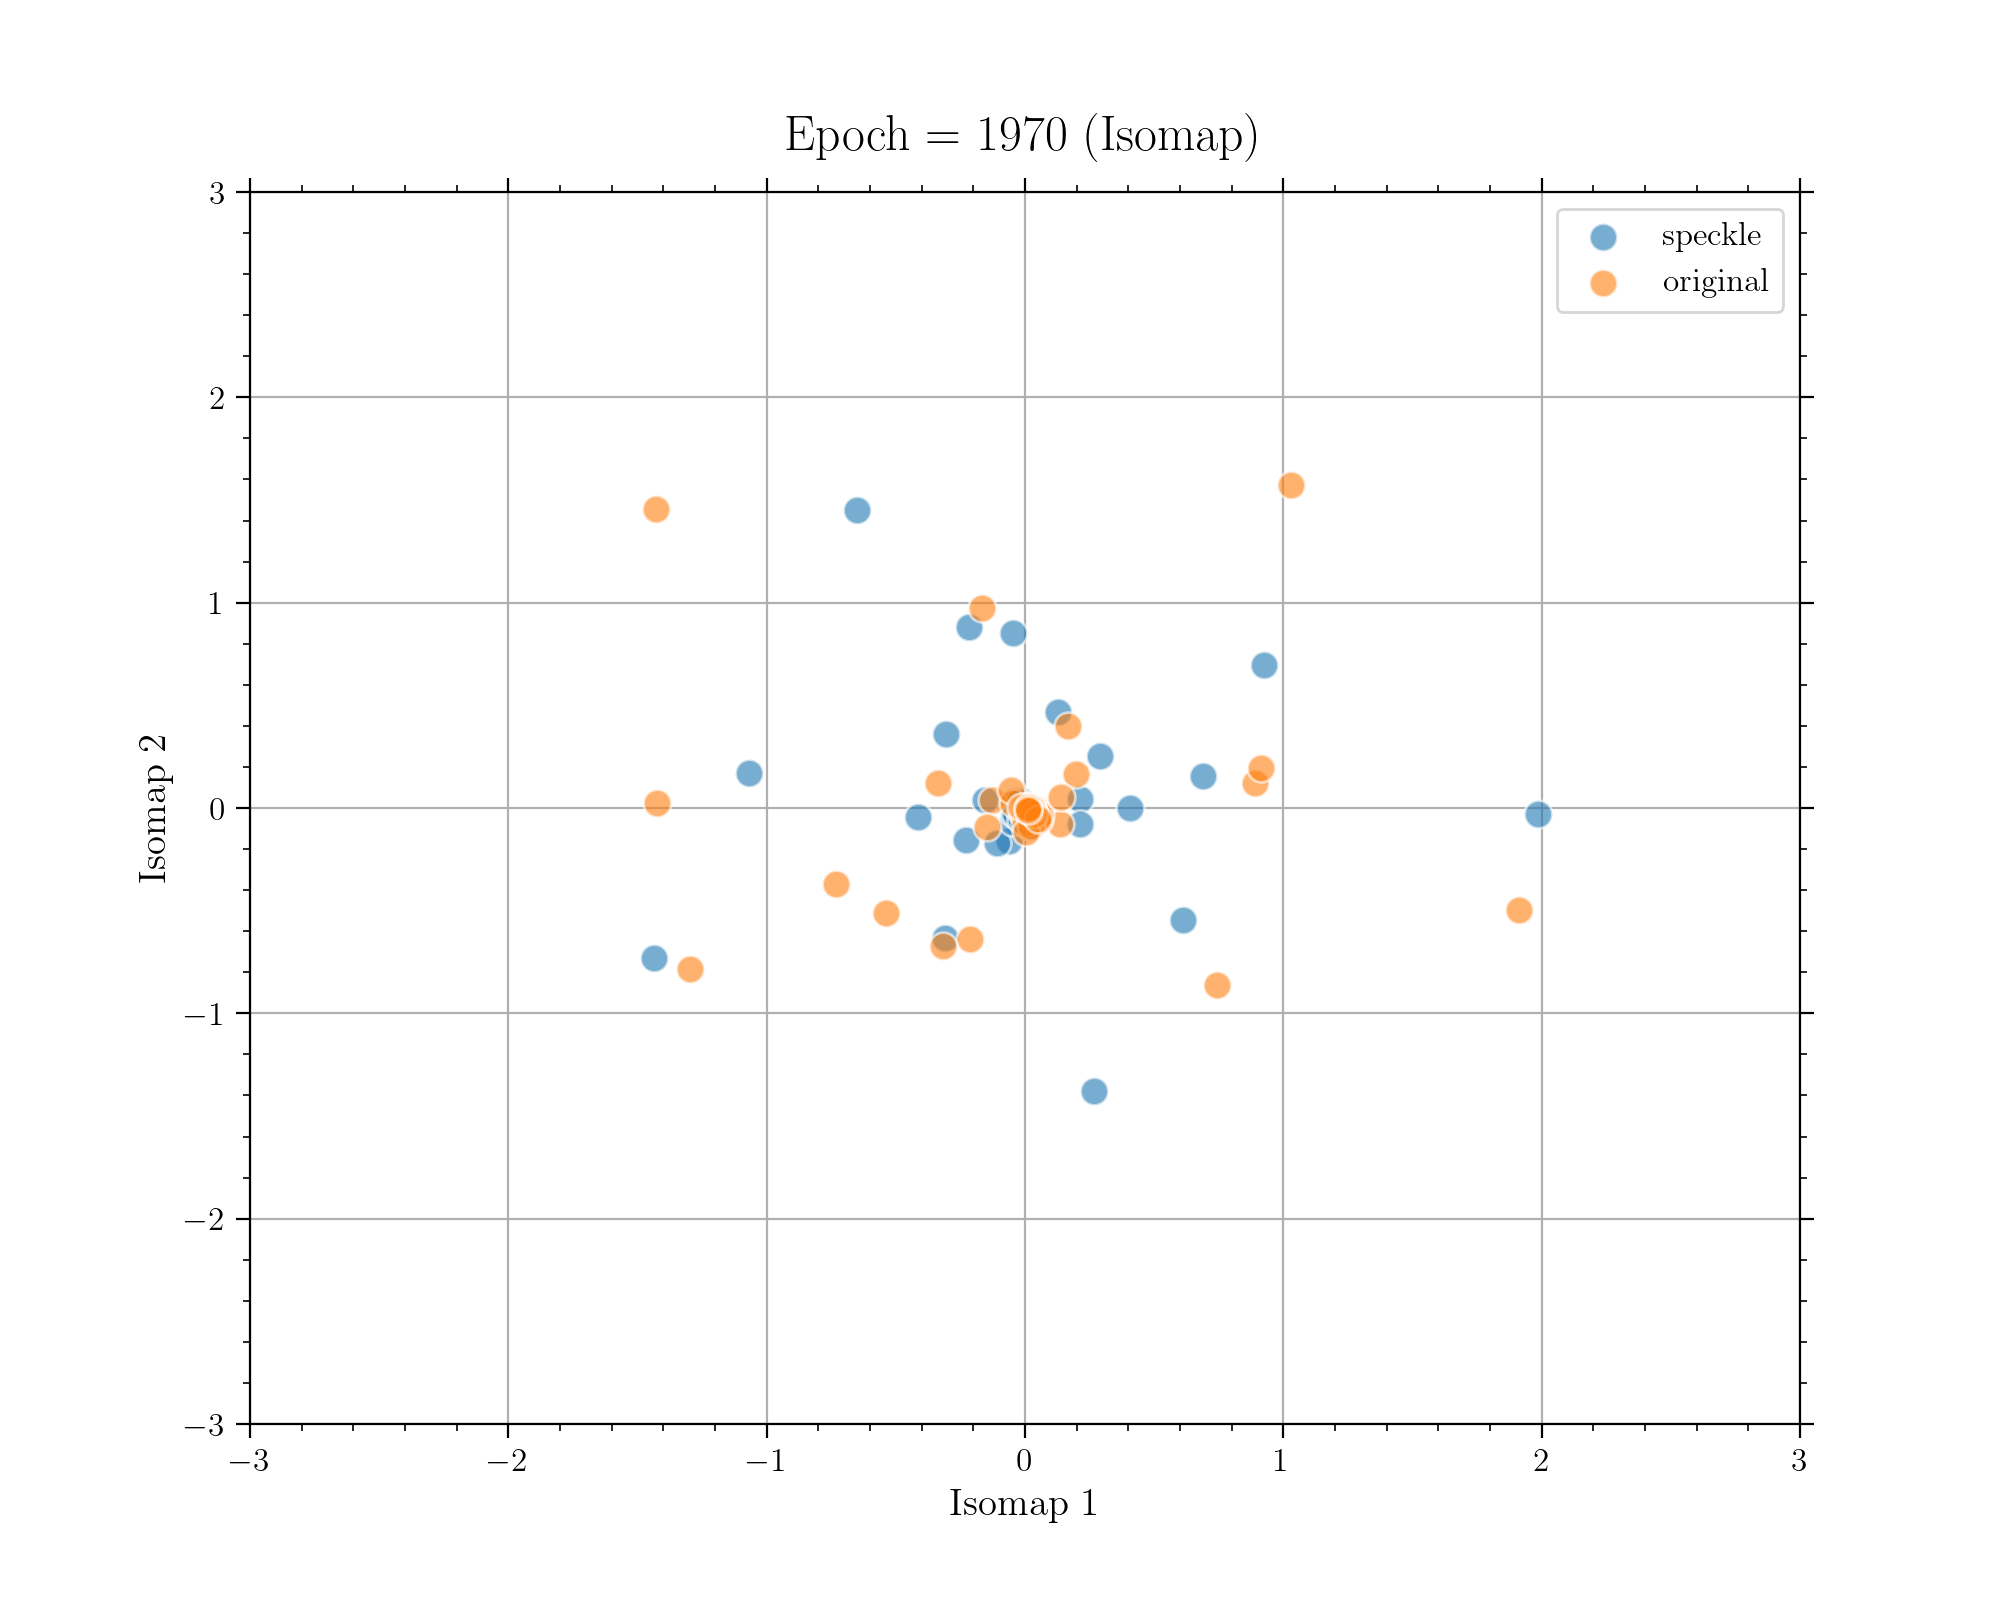 Epoch = 1970 (Isomap)
speckle
original
3
2
1
0
−1
−2
−3
Isomap 2
−3
−2
−1
0
1
2
3
Isomap 1